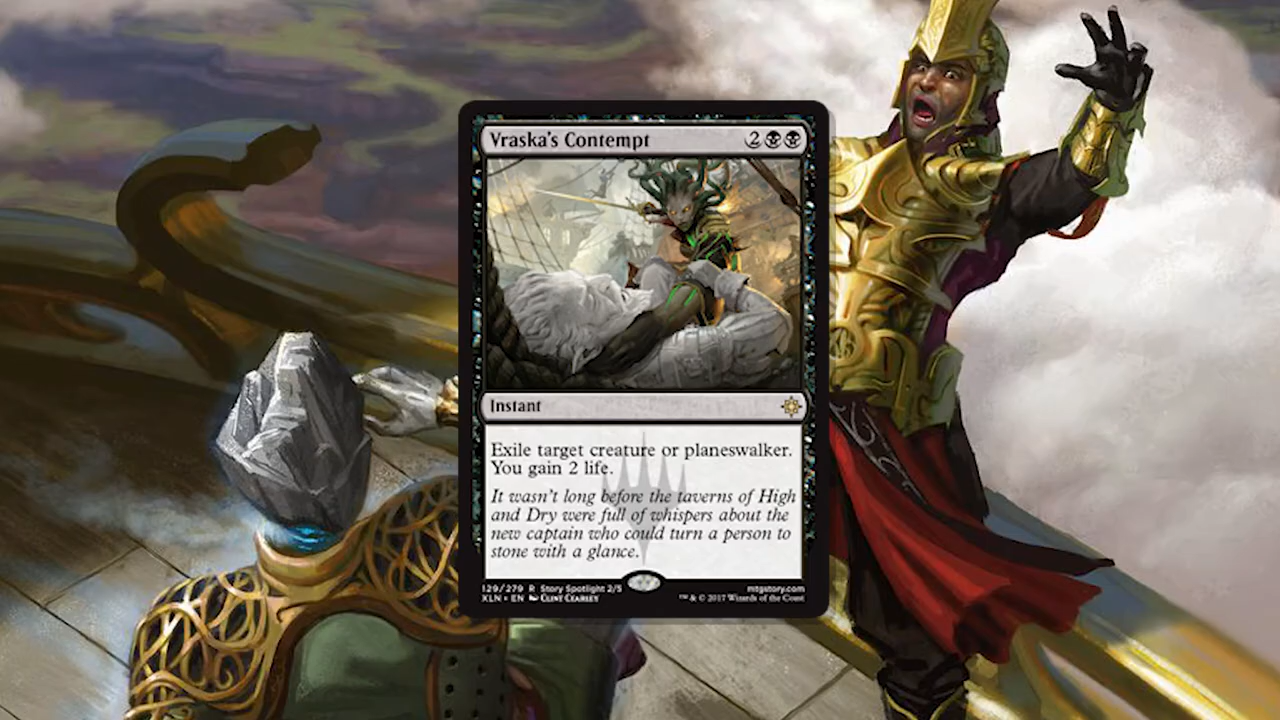 Vraska's Contempt 2
Instant
Exile target creature or planeswalker.
You gain 2 life.
It wasn't long before the taverns of High
and Dry were full of whispers about the
new captain who could turn a person to
stone with a glance.
129/279 R Story Spotlight 2/5 mtgstory.com
XLN • EN Clint Cearley ™ & © 2017 Wizards of the Coast